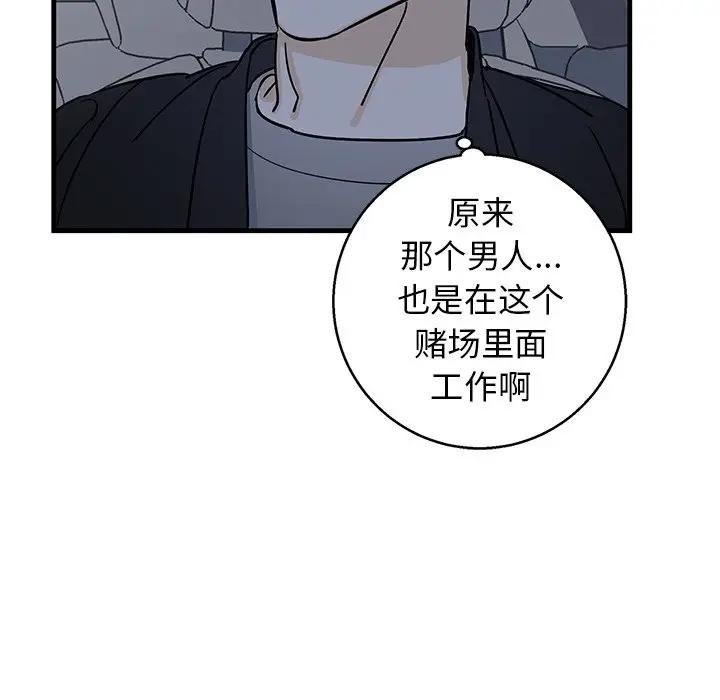 原来
那个男人…
也是在这个
赌场里面
工作啊